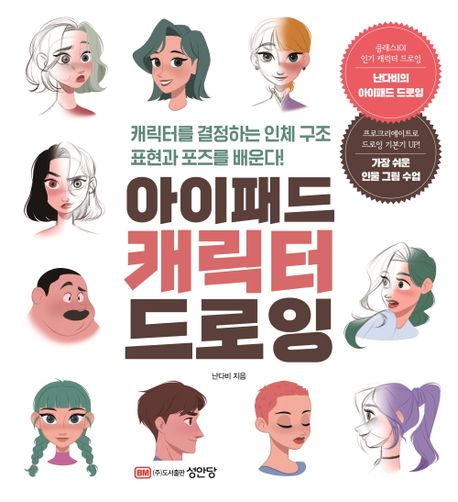 클래스101
인기 캐릭터 드로잉
난다비의
아이패드 드로잉
프로크리에이트로
드로잉 기본기 UP!
가장 쉬운
인물 그림 수업
캐릭터를 결정하는 인체 구조
표현과 포즈를 배운다!
아이패드
캐릭터
드로잉
난다비 지음
BM (주)도서출판 성안당